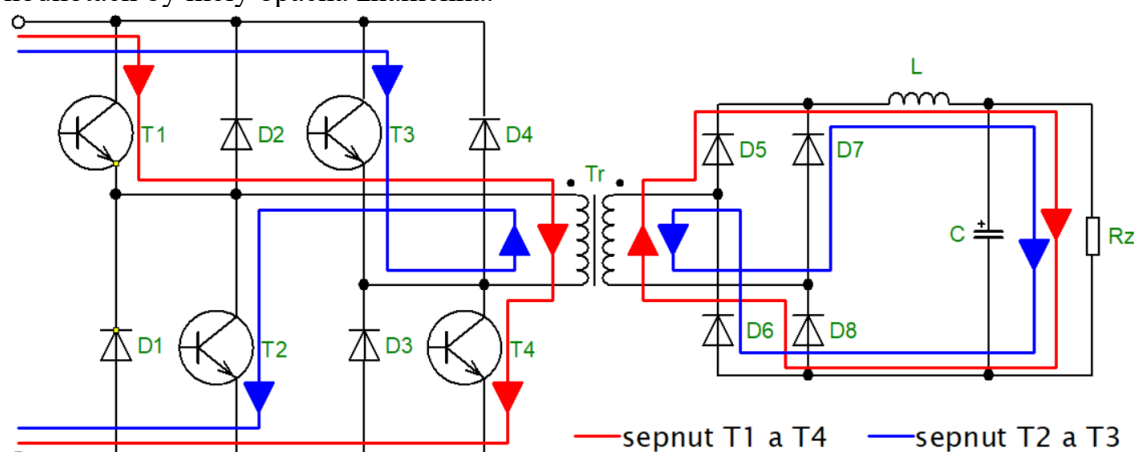 T1
D2
T3
D4
Tr
D5
D7
L
C
+
Rz
D1
T2
D3
T4
D6
D8
sepnut T1 a T4
sepnut T2 a T3